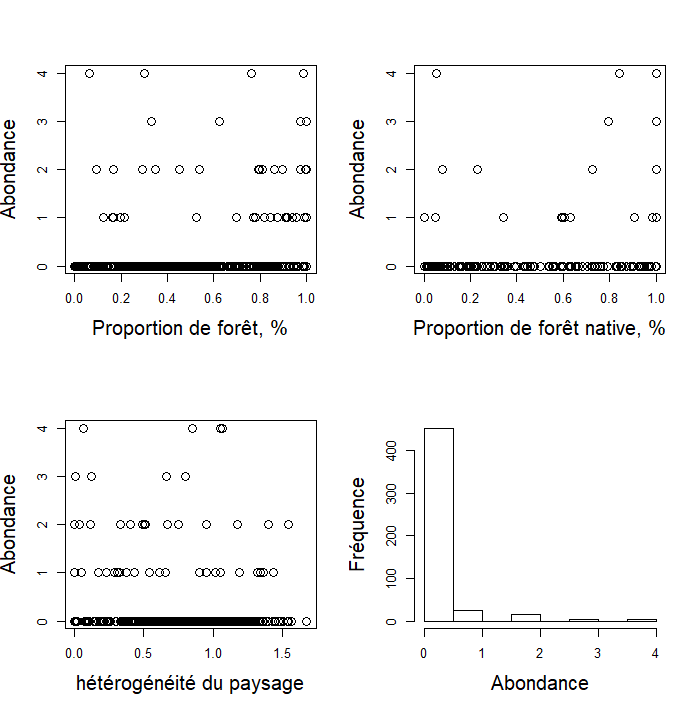 Abondance
4
3
2
1
0
0.0 0.2 0.4 0.6 0.8 1.0
Proportion de forêt, %
Abondance
4
3
2
1
0
0.0 0.2 0.4 0.6 0.8 1.0
Proportion de forêt native, %
Abondance
4
3
2
1
0
0.0 0.5 1.0 1.5
hétérogénéité du paysage
Fréquence
400
300
200
100
0
0 1 2 3 4
Abondance